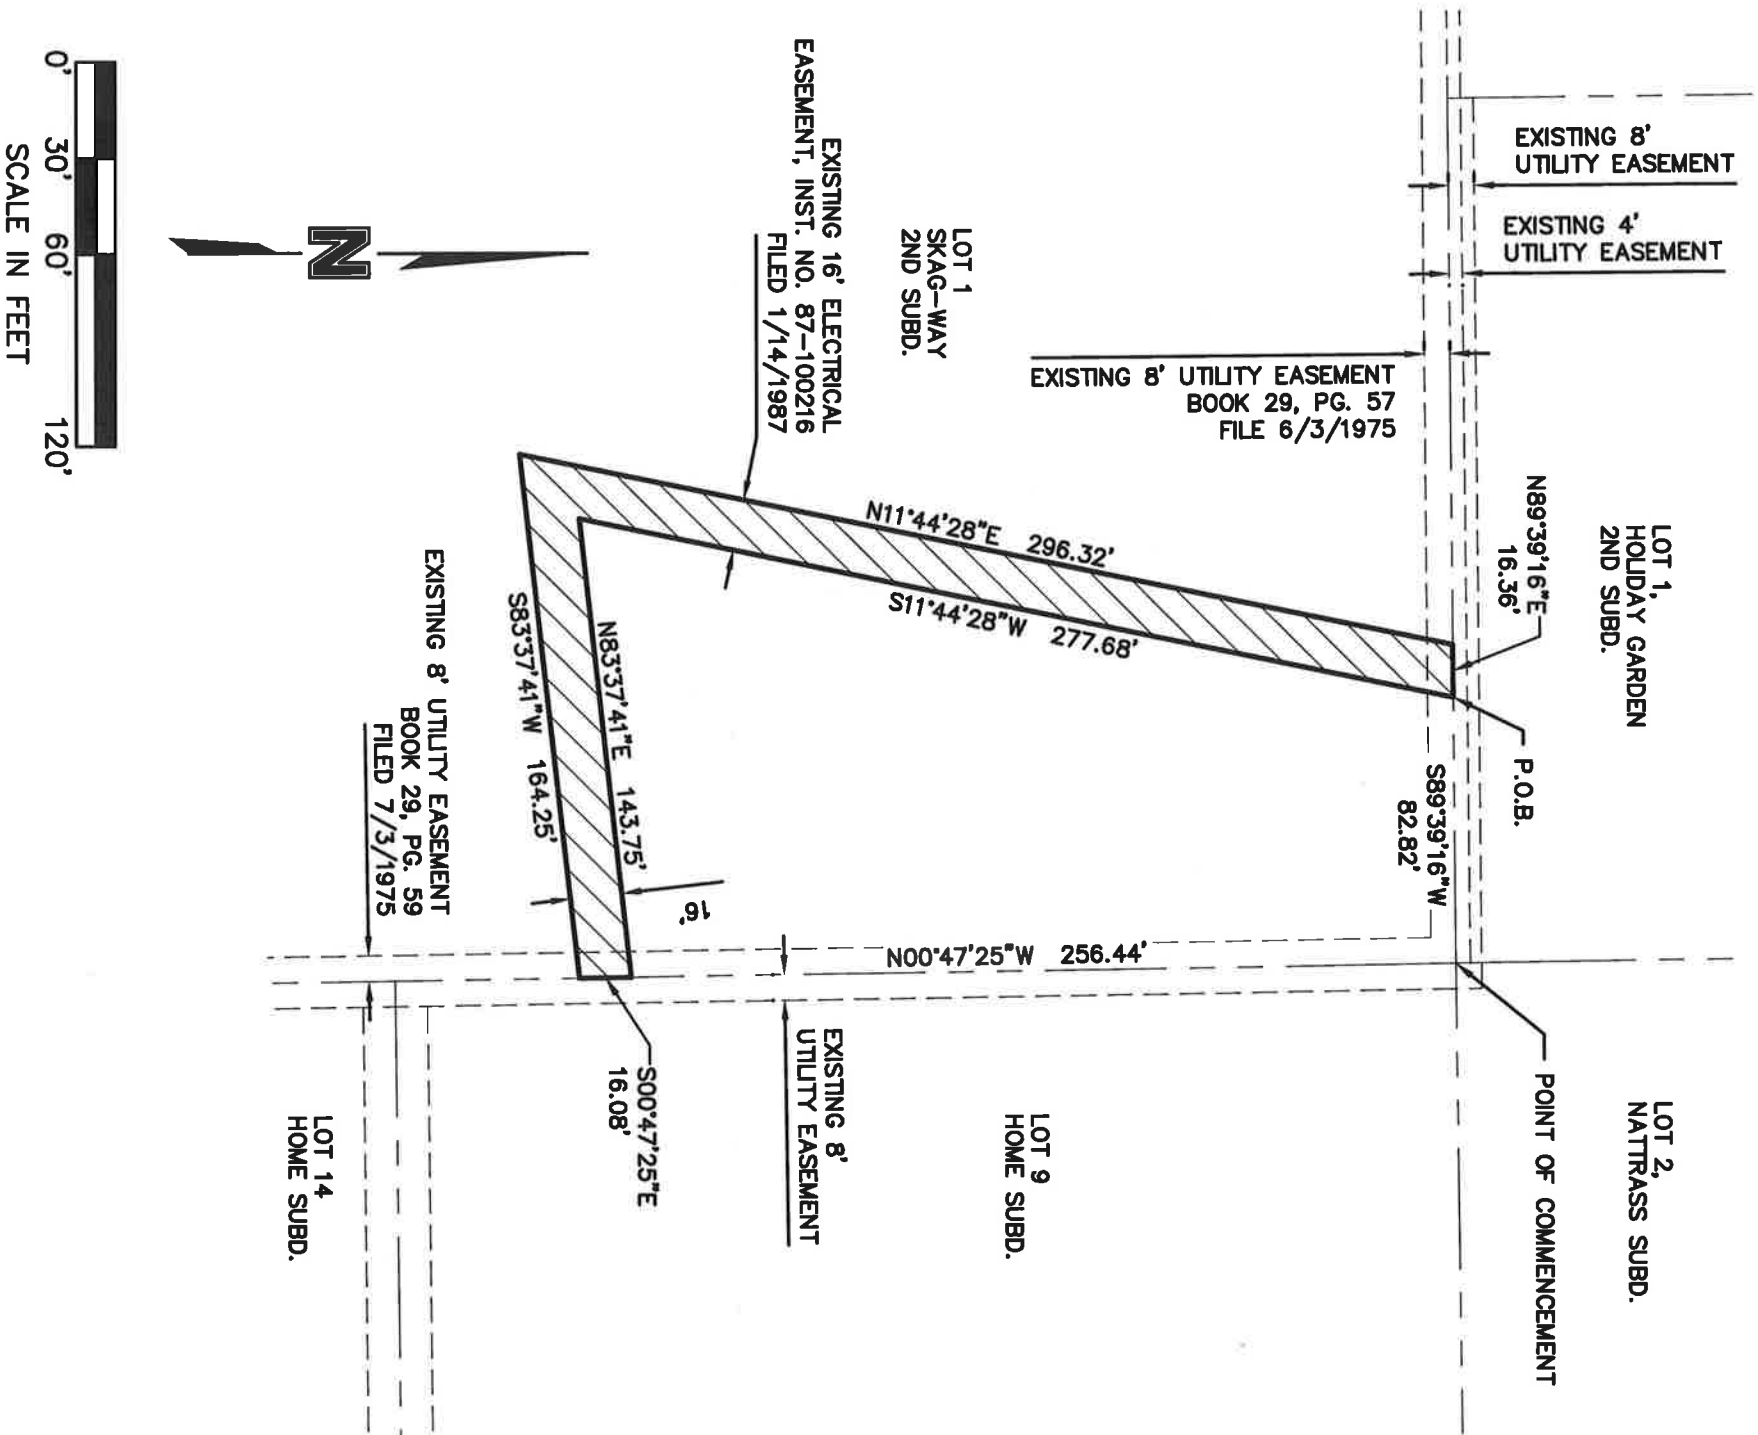 EXISTING 8'
UTILITY EASEMENT
EXISTING 4'
UTILITY EASEMENT
EXISTING 8' UTILITY EASEMENT
BOOK 29, PG. 57
FILE 6/3/1975
LOT 1,
HOLIDAY GARDEN
2ND SUBD.
N89°39'16"E
16.36'
P.O.B.
S89°39'16"W
82.82'
POINT OF COMMENCEMENT
LOT 2,
NATTRASS SUBD.
LOT 1
SKAG-WAY
2ND SUBD.
EXISTING 16' ELECTRICAL
EASEMENT, INST. NO. 87-100216
FILED 1/14/1987
N11°44'28"E 296.32'
S11°44'28"W 277.68'
N83°37'41"E 143.75'
S83°37'41"W 164.25'
16'
N00°47'25"W 256.44'
LOT 9
HOME SUBD.
EXISTING 8'
UTILITY EASEMENT
S00°47'25"E
16.08'
EXISTING 8' UTILITY EASEMENT
BOOK 29, PG. 59
FILED 7/3/1975
LOT 14
HOME SUBD.
N
0' 30' 60' 120'
SCALE IN FEET